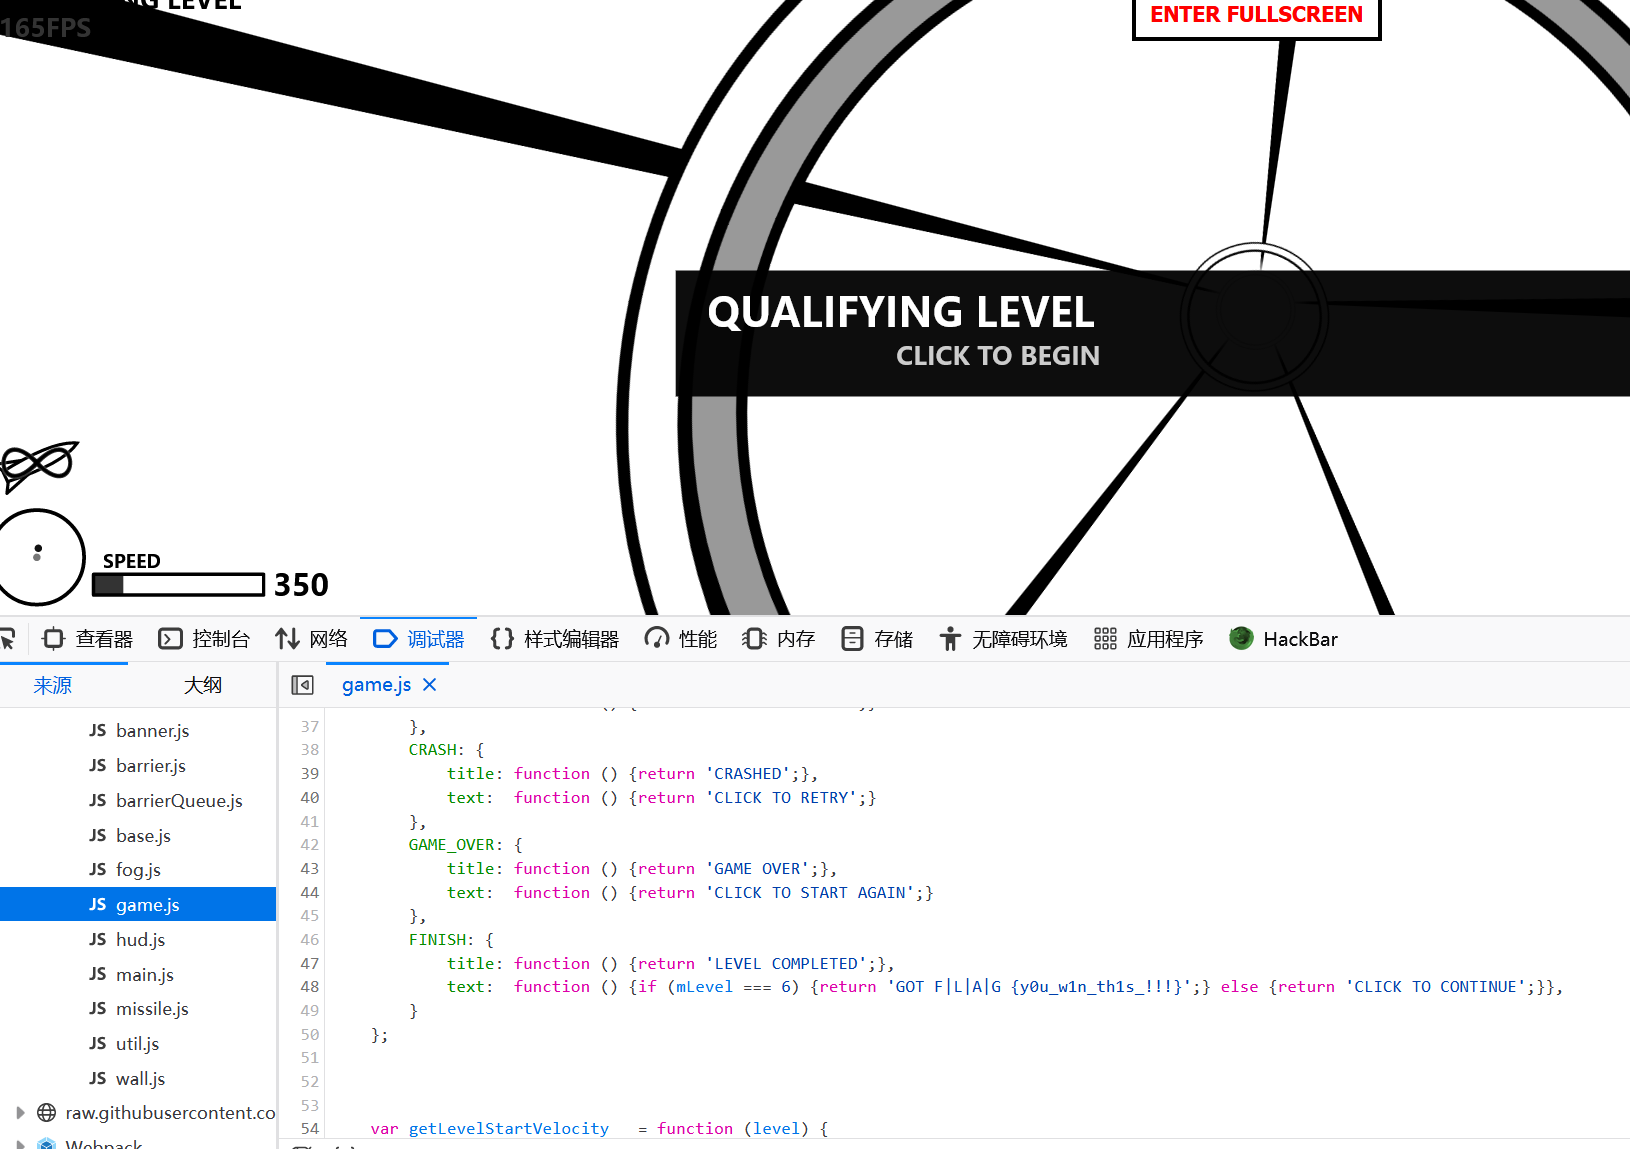 NG LEVEL
165FPS
ENTER FULLSCREEN
QUALIFYING LEVEL
CLICK TO BEGIN
SPEED
350
查看器 控制台 网络 调试器 {} 样式编辑器 性能 内存 存储 无障碍环境 应用程序 HackBar
来源 大纲 game.js
JS banner.js
JS barrier.js
JS barrierQueue.js
JS base.js
JS fog.js
JS game.js
JS hud.js
JS main.js
JS missile.js
JS util.js
JS wall.js
raw.githubusercontent.co
Webpack
37 },
38 CRASH: {
39 title: function () {return 'CRASHED';},
40 text: function () {return 'CLICK TO RETRY';}
41 },
42 GAME_OVER: {
43 title: function () {return 'GAME OVER';},
44 text: function () {return 'CLICK TO START AGAIN';}
45 },
46 FINISH: {
47 title: function () {return 'LEVEL COMPLETED';},
48 text: function () {if (mLevel === 6) {return 'GOT F|L|A|G {y0u_w1n_th1s_!!!}';} else {return 'CLICK TO CONTINUE';}},
49 }
50 };
51
52
53
54 var getLevelStartVelocity = function (level) {